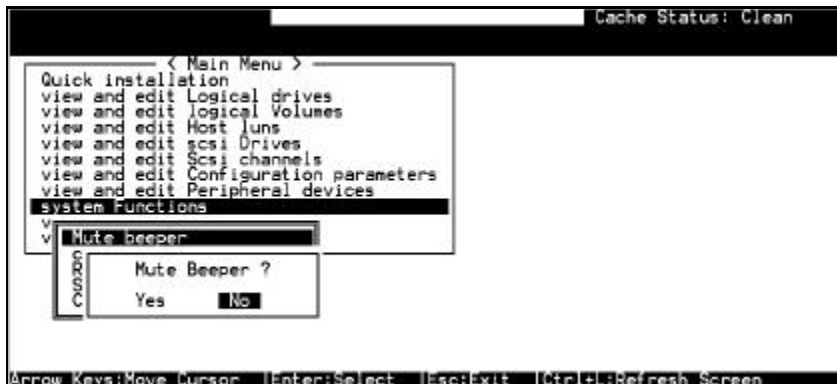 Cache Status: Clean
< Main Menu >
Quick installation
view and edit Logical drives
view and edit logical Volumes
view and edit Host luns
view and edit scsi Drives
view and edit Scsi channels
view and edit Configuration parameters
view and edit Peripheral devices
system Functions
v
v Mute beeper
c
R Mute Beeper ?
S
C Yes No
Arrow Keys:Move Cursor |Enter:Select |Esc:Exit |Ctrl+L:Refresh Screen